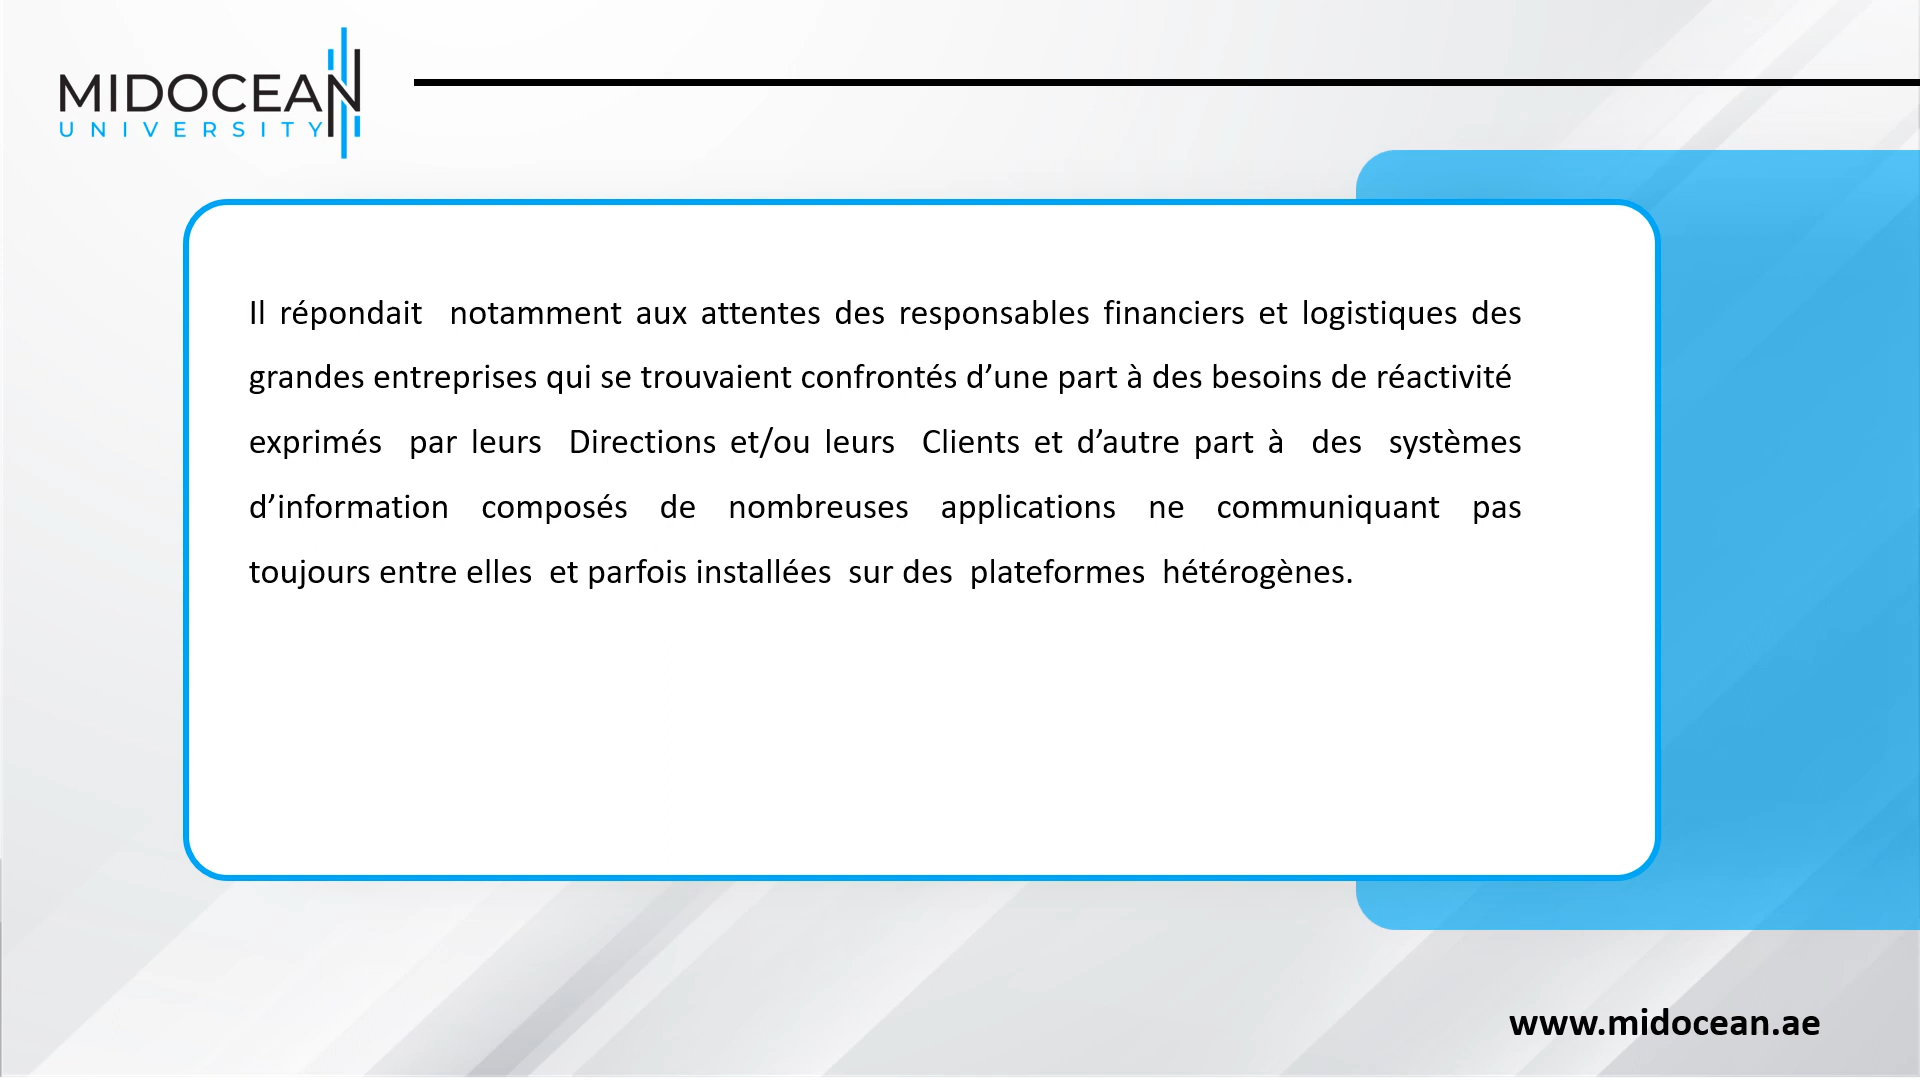 MIDOCEAN
UNIVERSITY
Il répondait notamment aux attentes des responsables financiers et logistiques des
grandes entreprises qui se trouvaient confrontés d’une part à des besoins de réactivité
exprimés par leurs Directions et/ou leurs Clients et d’autre part à des systèmes
d’information composés de nombreuses applications ne communiquant pas
toujours entre elles et parfois installées sur des plateformes hétérogènes.
www.midocean.ae